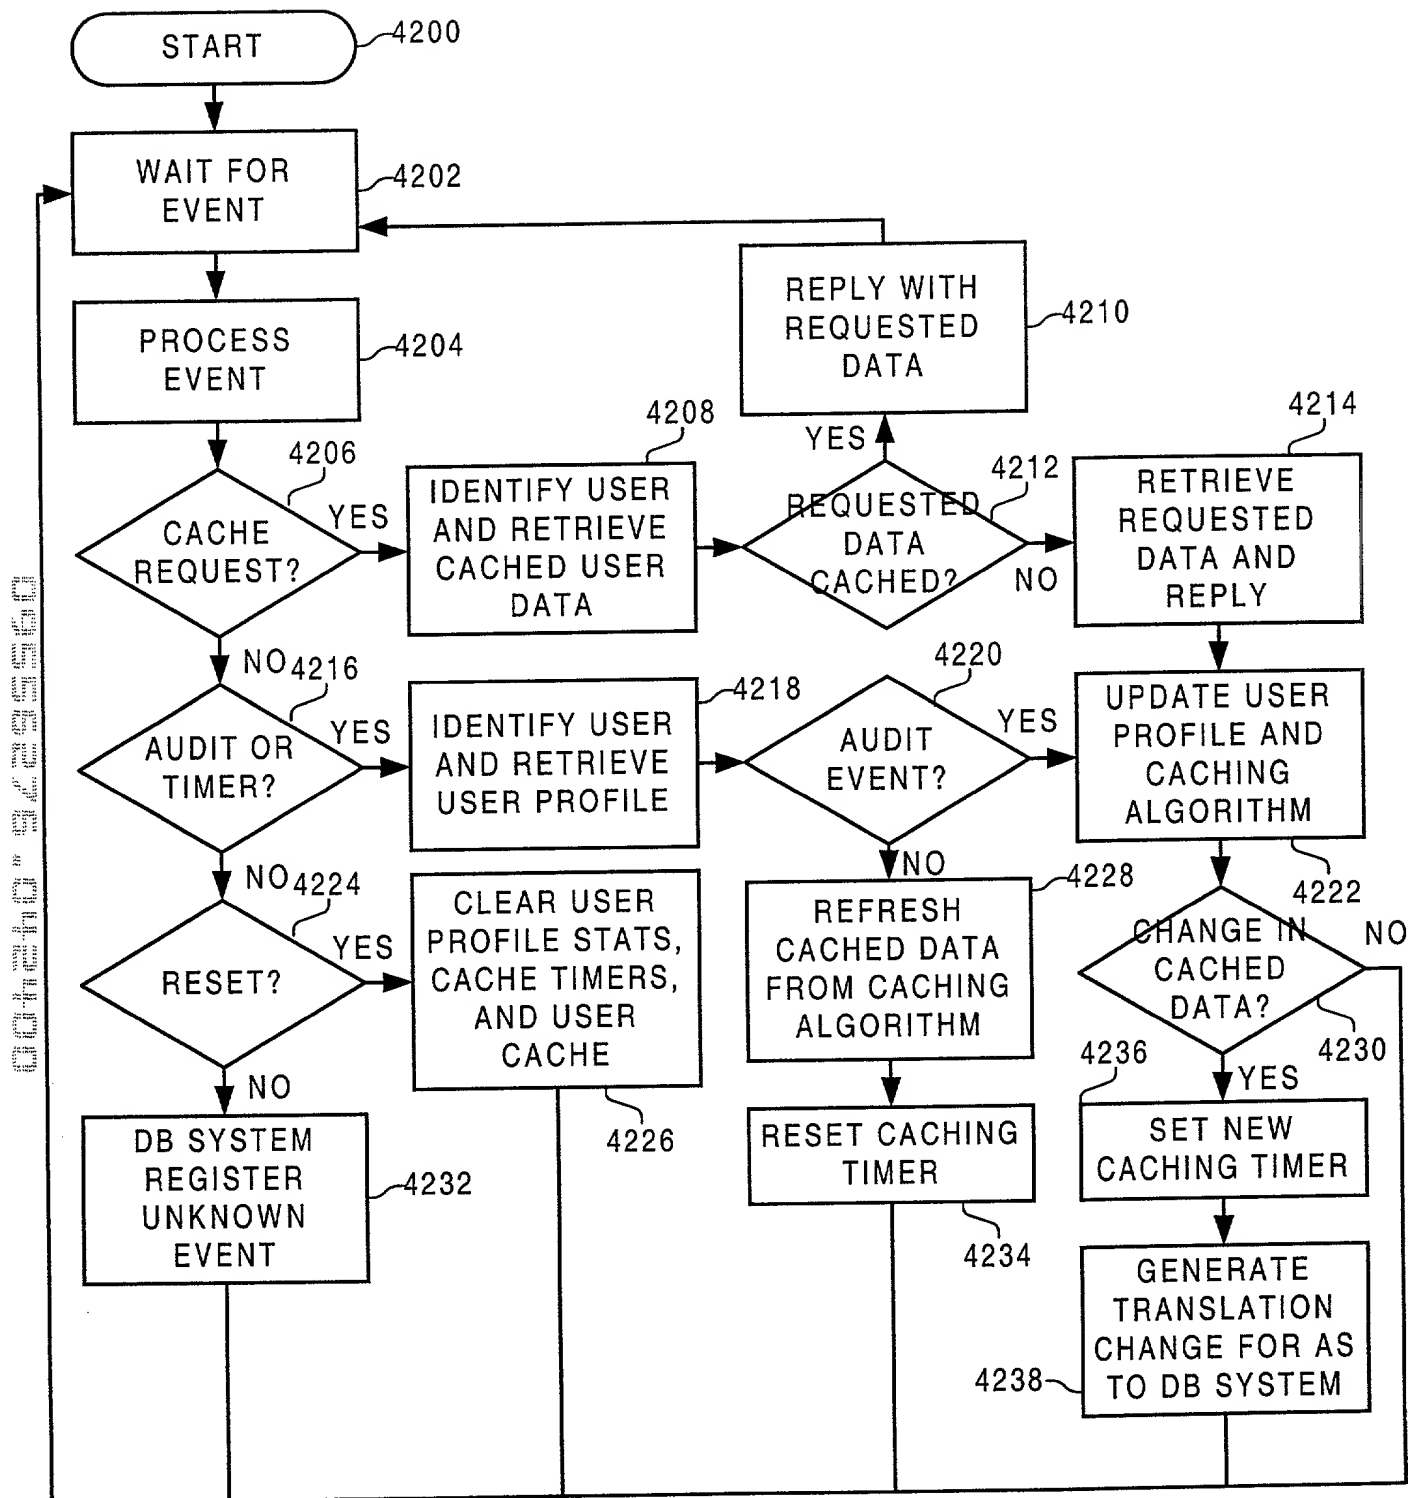 START
4200
WAIT FOR
EVENT
4202
PROCESS
EVENT
4204
REPLY WITH
REQUESTED
DATA
4210
4206
CACHE
REQUEST?
YES
4208
IDENTIFY USER
AND RETRIEVE
CACHED USER
DATA
YES
4212
REQUESTED
DATA
CACHED?
NO
4214
RETRIEVE
REQUESTED
DATA AND
REPLY
NO
4216
AUDIT OR
TIMER?
YES
4218
IDENTIFY USER
AND RETRIEVE
USER PROFILE
4220
AUDIT
EVENT?
YES
UPDATE USER
PROFILE AND
CACHING
ALGORITHM
4222
NO
4224
RESET?
YES
CLEAR USER
PROFILE STATS,
CACHE TIMERS,
AND USER
CACHE
4226
NO
4228
REFRESH
CACHED DATA
FROM CACHING
ALGORITHM
CHANGE IN
CACHED
DATA?
NO
4230
NO
DB SYSTEM
REGISTER
UNKNOWN
EVENT
4232
RESET CACHING
TIMER
4234
4236
YES
SET NEW
CACHING TIMER
GENERATE
TRANSLATION
CHANGE FOR AS
TO DB SYSTEM
4238
09558275.042400